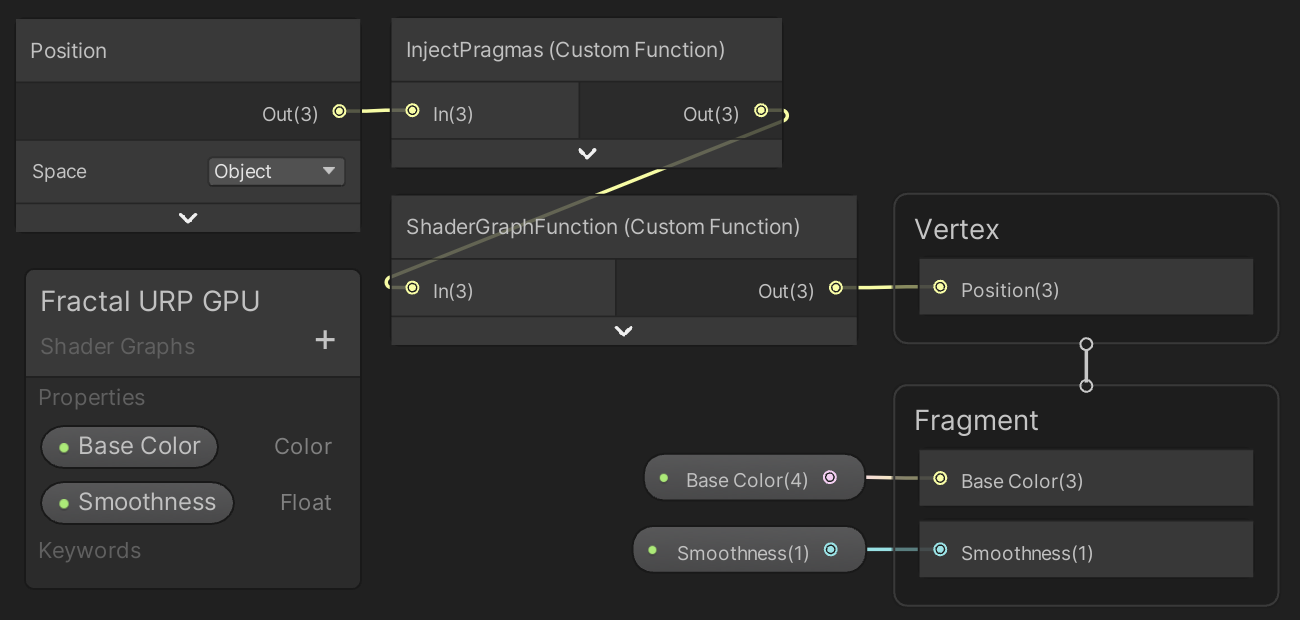 Position
Out(3)
Space
Object
InjectPragmas (Custom Function)
In(3)
Out(3)
ShaderGraphFunction (Custom Function)
In(3)
Out(3)
Vertex
Position(3)
Fractal URP GPU
Shader Graphs
+
Properties
Base Color
Color
Smoothness
Float
Keywords
Fragment
Base Color(4)
Base Color(3)
Smoothness(1)
Smoothness(1)